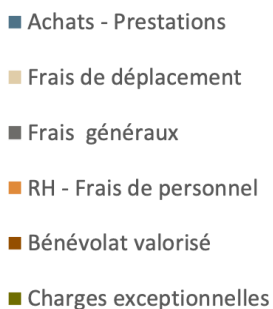 Achats - Prestations
Frais de déplacement
Frais généraux
RH - Frais de personnel
Bénévolat valorisé
Charges exceptionnelles